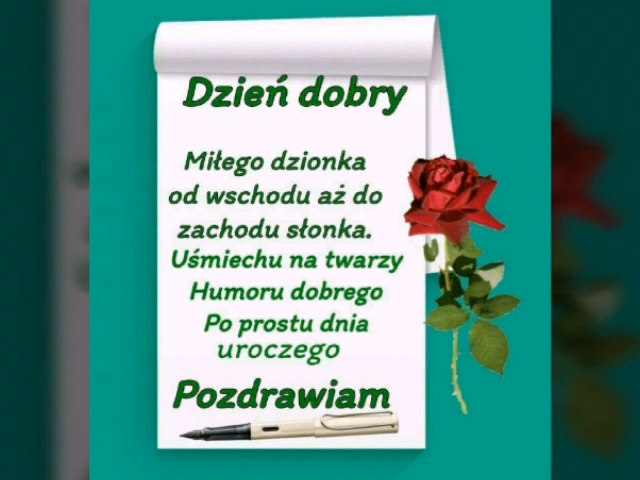 Dzień dobry
Miłego dzionka
od wschodu aż do
zachodu słonka.
Uśmiechu na twarzy
Humoru dobrego
Po prostu dnia
uroczego
Pozdrawiam